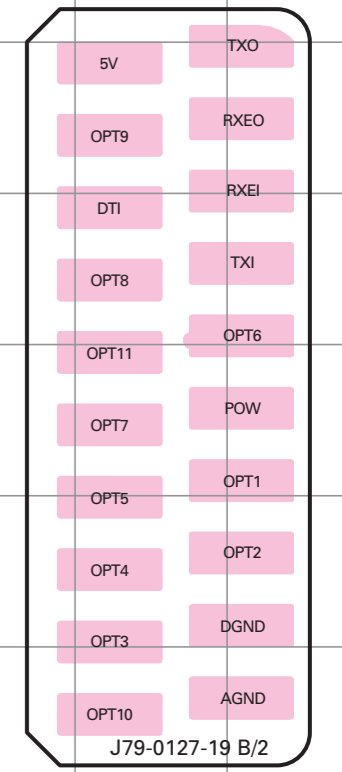 TXO
5V
RXEO
OPT9
RXEI
DTI
TXI
OPT8
OPT6
OPT11
POW
OPT7
OPT1
OPT5
OPT2
OPT4
DGND
OPT3
AGND
OPT10
J79-0127-19 B/2